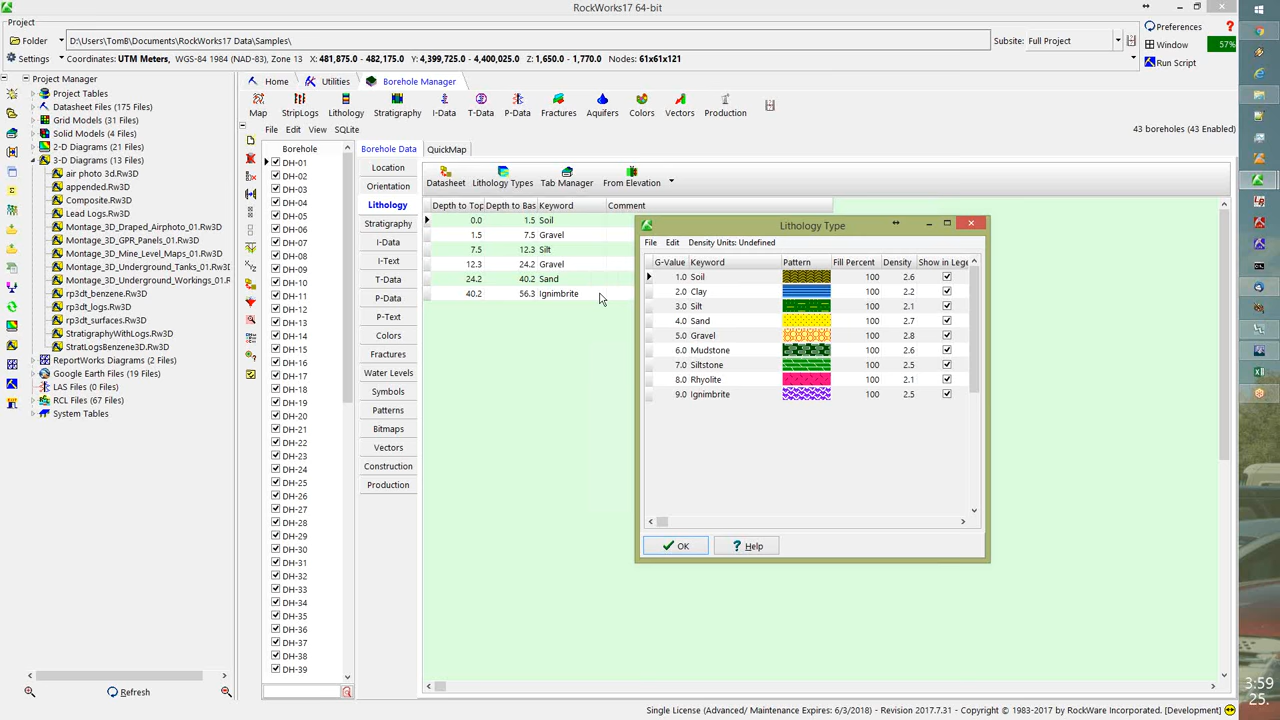 RockWorks17 64-bit
Project
Folder
D:\Users\TomB\Documents\RockWorks17 Data\Samples\
Subsite: Full Project
Settings
Coordinates: UTM Meters, WGS-84 1984 (NAD-83), Zone 13 X: 481,875.0 - 482,175.0 Y: 4,399,725.0 - 4,400,025.0 Z: 1,650.0 - 1,770.0 Nodes: 61x61x121
Preferences
?
Window
57%
Run Script
Project Manager
Project Tables
Datasheet Files (175 Files)
Grid Models (31 Files)
Solid Models (4 Files)
2-D Diagrams (21 Files)
3-D Diagrams (13 Files)
air photo 3d.Rw3D
appended.Rw3D
Composite.Rw3D
Lead Logs.Rw3D
Montage_3D_Draped_Airphoto_01.Rw3D
Montage_3D_GPR_Panels_01.Rw3D
Montage_3D_Mine_Level_Maps_01.Rw3D
Montage_3D_Underground_Tanks_01.Rw3D
Montage_3D_Underground_Workings_01.Rw3D
rp3dt_benzene.Rw3D
rp3dt_logs.Rw3D
rp3dt_surfaces.Rw3D
StratigraphyWithLogs.Rw3D
StratLogsBenzene3D.Rw3D
ReportWorks Diagrams (2 Files)
Google Earth Files (19 Files)
LAS Files (0 Files)
RCL Files (67 Files)
System Tables
Refresh
Home Utilities Borehole Manager
Map StripLogs Lithology Stratigraphy I-Data T-Data P-Data Fractures Aquifers Colors Vectors Production
File Edit View SQLite
43 boreholes (43 Enabled)
Borehole
DH-01
DH-02
DH-03
DH-04
DH-05
DH-06
DH-07
DH-08
DH-09
DH-10
DH-11
DH-12
DH-13
DH-14
DH-15
DH-16
DH-17
DH-18
DH-19
DH-20
DH-21
DH-22
DH-23
DH-24
DH-25
DH-26
DH-27
DH-28
DH-29
DH-30
DH-31
DH-32
DH-33
DH-34
DH-35
DH-36
DH-37
DH-38
DH-39
Borehole Data QuickMap
Location
Orientation
Lithology
Stratigraphy
I-Data
I-Text
T-Data
P-Data
P-Text
Colors
Fractures
Water Levels
Symbols
Patterns
Bitmaps
Vectors
Construction
Production
Datasheet Lithology Types Tab Manager From Elevation
Depth to Top Depth to Bas Keyword Comment
0.0 1.5 Soil
1.5 7.5 Gravel
7.5 12.3 Silt
12.3 24.2 Gravel
24.2 40.2 Sand
40.2 56.3 Ignimbrite
Lithology Type
File Edit Density Units: Undefined
G-Value Keyword Pattern Fill Percent Density Show in Lege
1.0 Soil 100 2.6
2.0 Clay 100 2.2
3.0 Silt 100 2.1
4.0 Sand 100 2.7
5.0 Gravel 100 2.8
6.0 Mudstone 100 2.6
7.0 Siltstone 100 2.5
8.0 Rhyolite 100 2.1
9.0 Ignimbrite 100 2.5
OK
? Help
3:59
25.
Single License (Advanced/ Maintenance Expires: 6/3/2018) - Revision 2017.7.31 - Copyright © 1983-2017 by RockWare Incorporated. [Development]